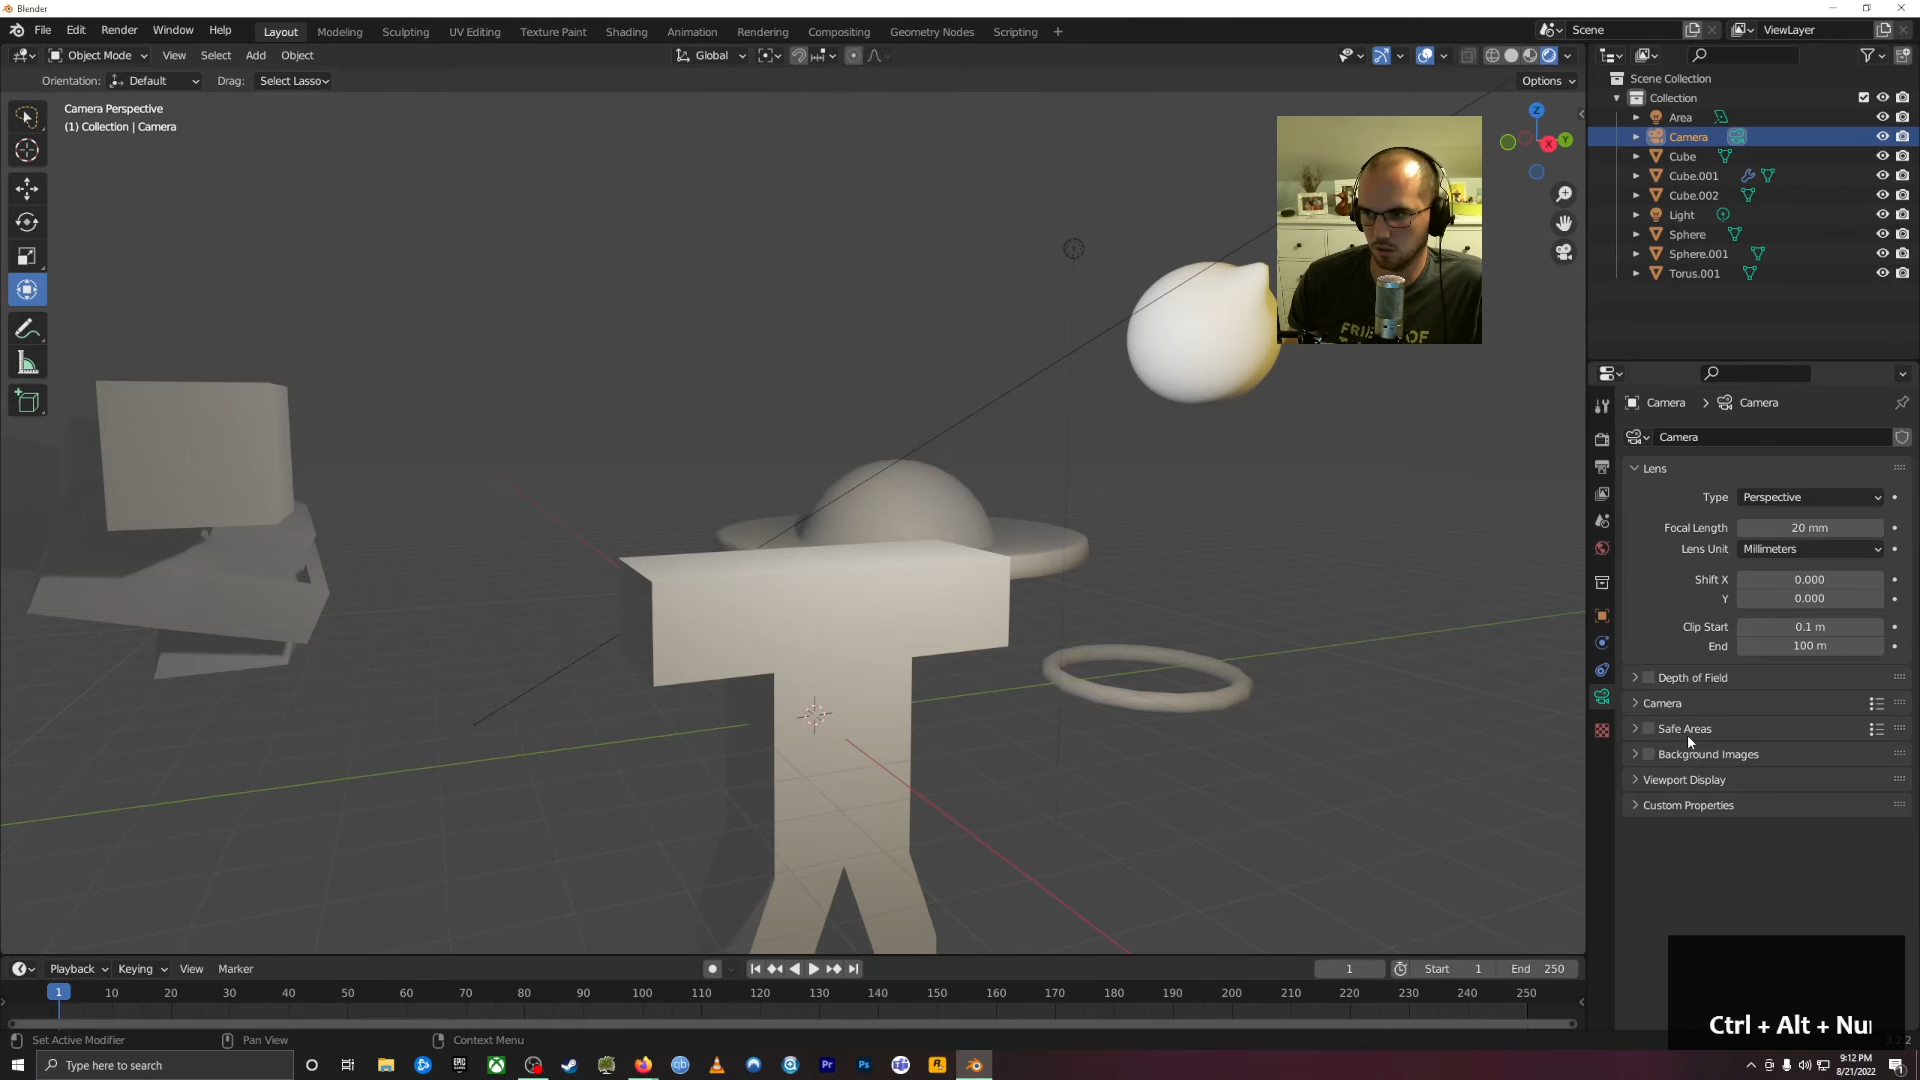 Blender
File Edit Render Window Help
Layout Modeling Sculpting UV Editing Texture Paint Shading Animation Rendering Compositing Geometry Nodes Scripting +
Scene
ViewLayer
Object Mode View Select Add Object
Global
Orientation: Default Drag: Select Lasso
Options
Camera Perspective
(1) Collection | Camera
Z
Y
X
Scene Collection
Collection
Area
Camera
Cube
Cube.001
Cube.002
Light
Sphere
Sphere.001
Torus.001
Camera > Camera
Camera
Lens
Type Perspective
Focal Length 20 mm
Lens Unit Millimeters
Shift X 0.000
Y 0.000
Clip Start 0.1 m
End 100 m
Depth of Field
Camera
Safe Areas
Background Images
Viewport Display
Custom Properties
Playback Keying View Marker
1
Start 1 End 250
1 10 20 30 40 50 60 70 80 90 100 110 120 130 140 150 160 170 180 190 200 210 220 230 240 250
Set Active Modifier Pan View Context Menu
Ctrl + Alt + Nu
Type here to search
9:12 PM
8/21/2022